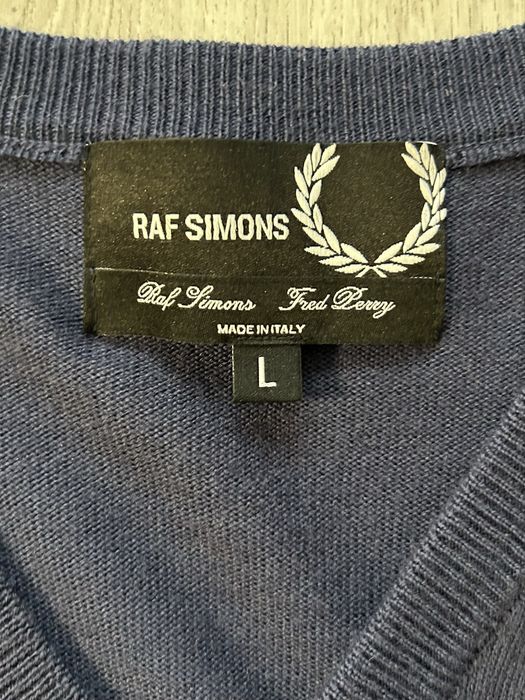 RAF SIMONS
Raf Simons Fred Perry
MADE IN ITALY
L